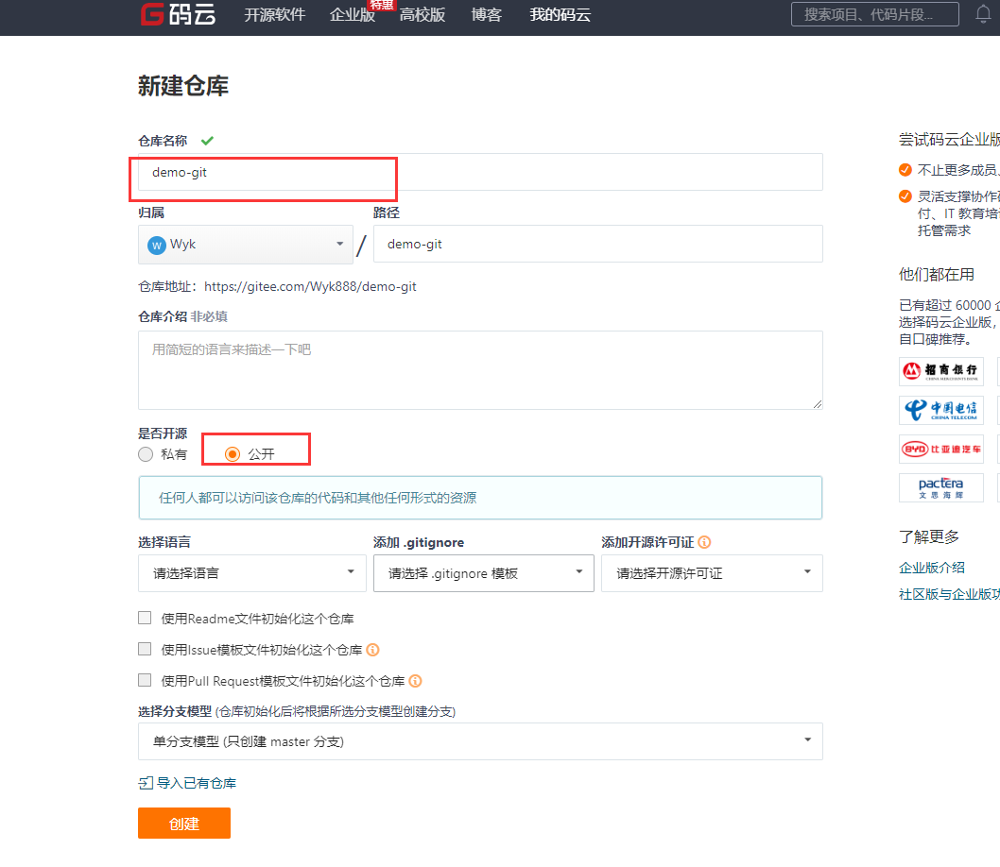 码云 开源软件 企业版 特惠 高校版 博客 我的码云 搜索项目、代码片段...
新建仓库
仓库名称
demo-git
归属 路径
W Wyk / demo-git
仓库地址：https://gitee.com/Wyk888/demo-git
仓库介绍 非必填
用简短的语言来描述一下吧
是否开源
私有 公开
任何人都可以访问该仓库的代码和其他任何形式的资源
选择语言 添加 .gitignore 添加开源许可证
请选择语言 请选择 .gitignore 模板 请选择开源许可证
使用Readme文件初始化这个仓库
使用Issue模板文件初始化这个仓库
使用Pull Request模板文件初始化这个仓库
选择分支模型 (仓库初始化后将根据所选分支模型创建分支)
单分支模型 (只创建 master 分支)
导入已有仓库
创建
尝试码云企业版
不止更多成员、
灵活支撑协作
付、IT 教育培
托管需求
他们都在用
已有超过 60000
选择码云企业版，
自口碑推荐。
招商银行
中国电信
CHINA TELECOM
BYD 比亚迪汽车
pactera
文思海辉
了解更多
企业版介绍
社区版与企业版功